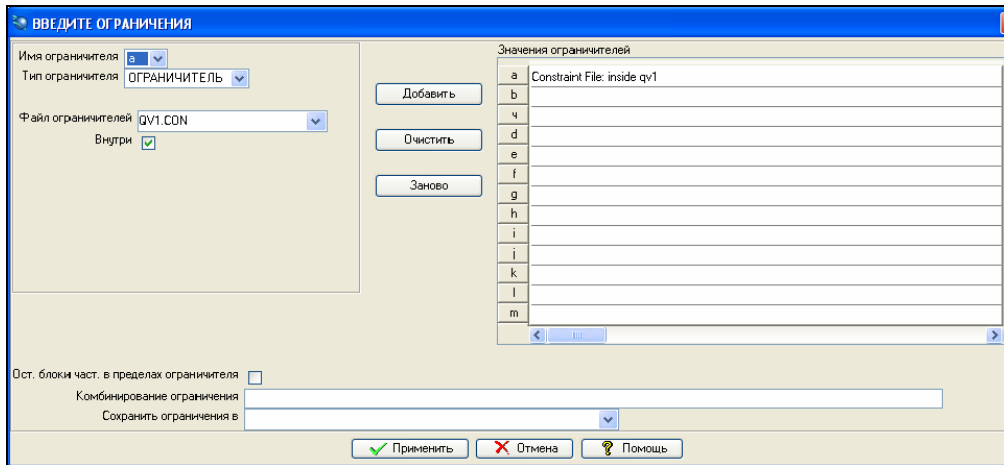 ВВЕДИТЕ ОГРАНИЧЕНИЯ
Имя ограничителя a
Тип ограничителя ОГРАНИЧИТЕЛЬ
Файл ограничителей QV1.CON
Внутри
Добавить
Очистить
Заново
Значения ограничителей
a Constraint File: inside qv1
b
ч
d
e
f
g
h
i
j
k
l
m
Ост. блоки част. в пределах ограничителя
Комбинирование ограничения
Сохранить ограничения в
Применить Отмена Помощь